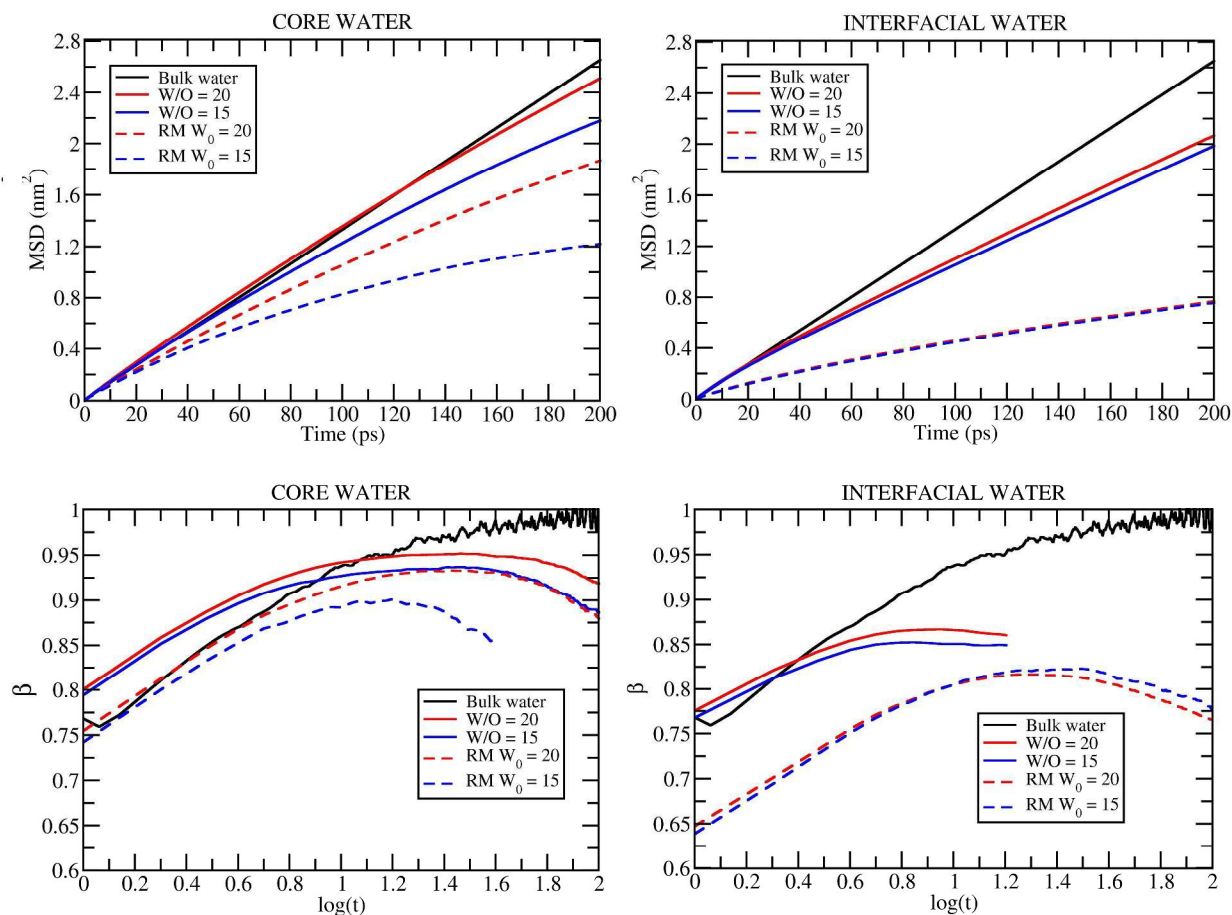 CORE WATER
2.8
2.4
2
1.6
1.2
0.8
0.4
0
MSD (nm²)
Bulk water
W/O = 20
W/O = 15
RM W₀ = 20
RM W₀ = 15
0 20 40 60 80 100 120 140 160 180 200
Time (ps)
INTERFACIAL WATER
2.8
2.4
2
1.6
1.2
0.8
0.4
0
MSD (nm²)
Bulk water
W/O = 20
W/O = 15
RM W₀ = 20
RM W₀ = 15
0 20 40 60 80 100 120 140 160 180 200
Time (ps)
CORE WATER
1
0.95
0.9
0.85
0.8
0.75
0.7
0.65
0.6
β
Bulk water
W/O = 20
W/O = 15
RM W₀ = 20
RM W₀ = 15
0 0.2 0.4 0.6 0.8 1 1.2 1.4 1.6 1.8 2
log(t)
INTERFACIAL WATER
1
0.95
0.9
0.85
0.8
0.75
0.7
0.65
0.6
β
Bulk water
W/O = 20
W/O = 15
RM W₀ = 20
RM W₀ = 15
0 0.2 0.4 0.6 0.8 1 1.2 1.4 1.6 1.8 2
log(t)